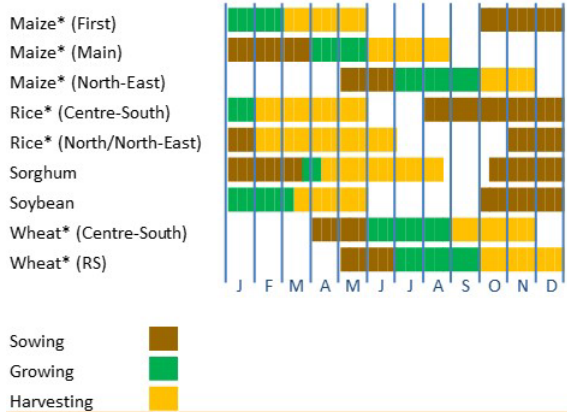 Maize* (First)
Maize* (Main)
Maize* (North-East)
Rice* (Centre-South)
Rice* (North/North-East)
Sorghum
Soybean
Wheat* (Centre-South)
Wheat* (RS)
J F M A M J J A S O N D
Sowing
Growing
Harvesting